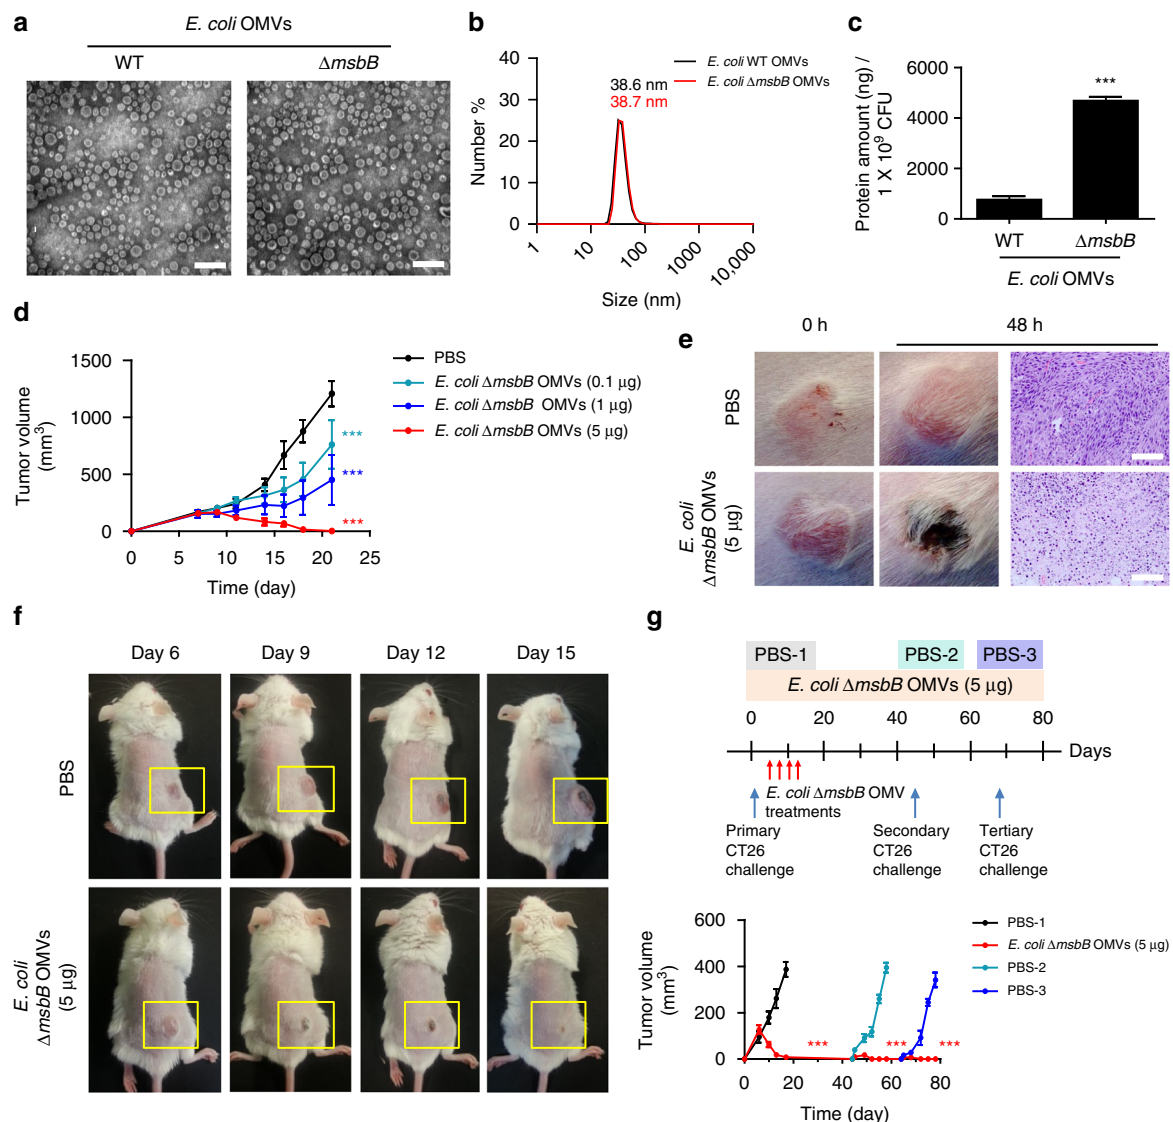 a
E. coli OMVs
WT
ΔmsbB
b
Number %
40
30
20
10
0
38.6 nm
38.7 nm
E. coli WT OMVs
E. coli ΔmsbB OMVs
1
10
100
1000
10,000
Size (nm)
c
Protein amount (ng) /
1 X 10⁹ CFU
6000
4000
2000
0
***
WT
ΔmsbB
E. coli OMVs
d
Tumor volume
(mm³)
1500
1000
500
0
0 5 10 15 20 25
Time (day)
PBS
E. coli ΔmsbB OMVs (0.1 μg)
E. coli ΔmsbB OMVs (1 μg)
E. coli ΔmsbB OMVs (5 μg)
***
***
***
e
0 h
48 h
PBS
E. coli
ΔmsbB OMVs
(5 μg)
f
Day 6
Day 9
Day 12
Day 15
PBS
E. coli
ΔmsbB OMVs
(5 μg)
g
PBS-1
PBS-2
PBS-3
E. coli ΔmsbB OMVs (5 μg)
0 20 40 60 80
Days
E. coli ΔmsbB OMV
treatments
Primary
CT26
challenge
Secondary
CT26
challenge
Tertiary
CT26
challenge
Tumor volume
(mm³)
600
400
200
0
0 20 40 60 80
Time (day)
*** *** ***
PBS-1
E. coli ΔmsbB OMVs (5 μg)
PBS-2
PBS-3